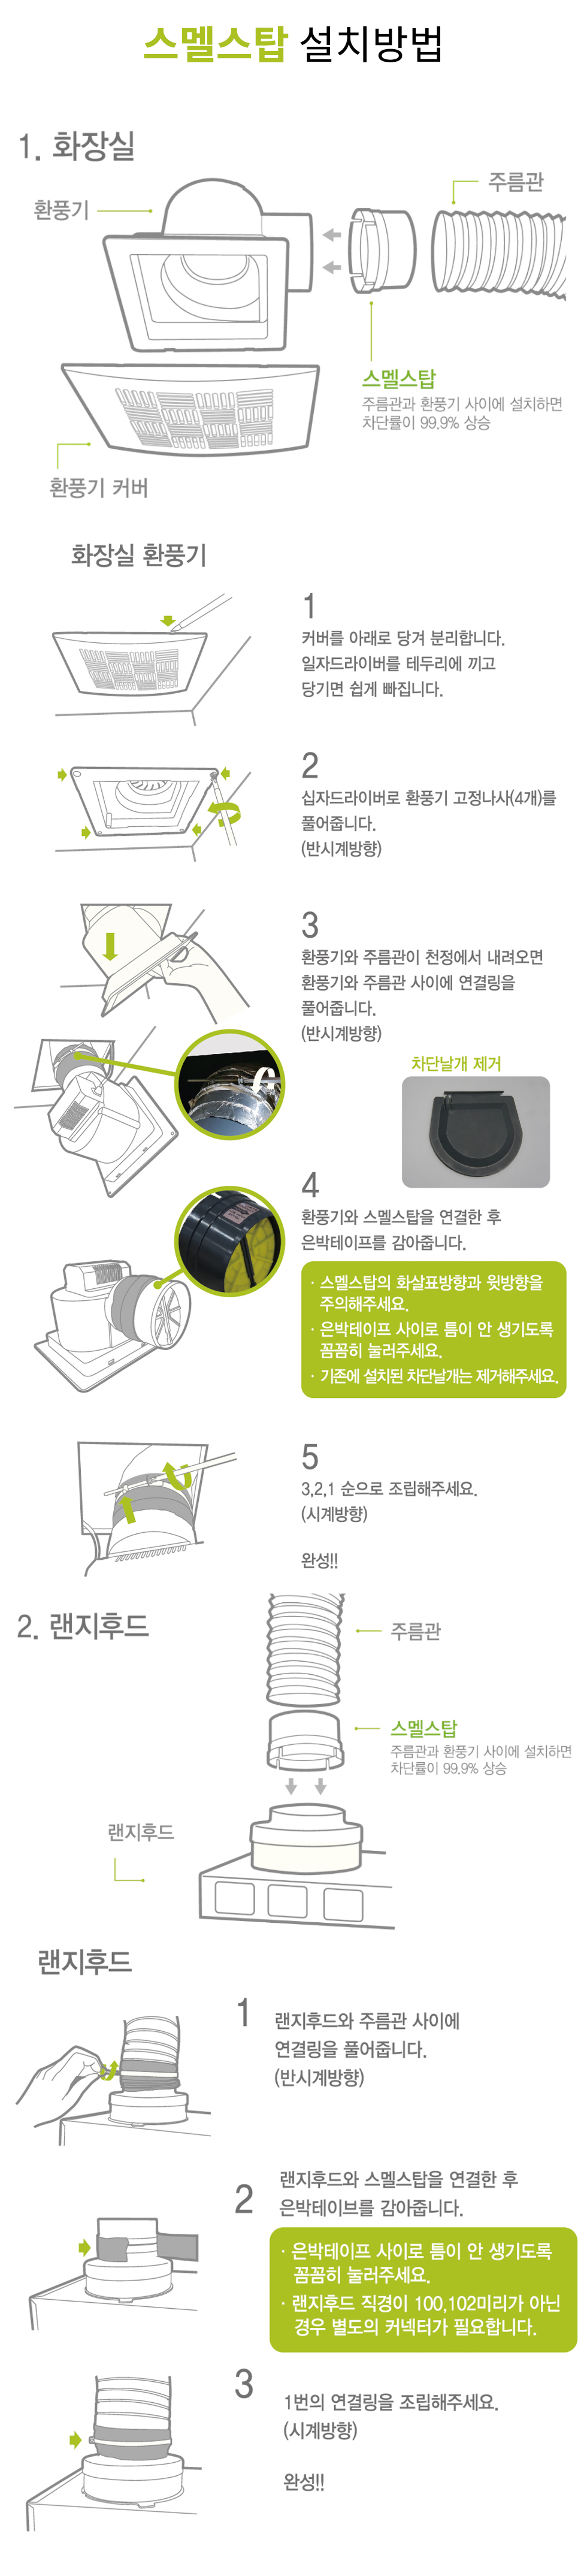 스멜스탑 설치방법
1. 화장실
주름관
환풍기
스멜스탑
주름관과 환풍기 사이에 설치하면
차단률이 99.9% 상승
환풍기 커버
화장실 환풍기
1
커버를 아래로 당겨 분리합니다.
일자드라이버를 테두리에 끼고
당기면 쉽게 빠집니다.
2
십자드라이버로 환풍기 고정나사(4개)를
풀어줍니다.
(반시계방향)
3
환풍기와 주름관이 천정에서 내려오면
환풍기와 주름관 사이에 연결링을
풀어줍니다.
(반시계방향)
차단날개 제거
4
환풍기와 스멜스탑을 연결한 후
은박테이프를 감아줍니다.
· 스멜스탑의 화살표방향과 윗방향을
주의해주세요.
· 은박테이프 사이로 틈이 안 생기도록
꼼꼼히 눌러주세요.
· 기존에 설치된 차단날개는 제거해주세요.
5
3,2,1 순으로 조립해주세요.
(시계방향)
완성!!
2. 랜지후드
주름관
스멜스탑
주름관과 환풍기 사이에 설치하면
차단률이 99.9% 상승
랜지후드
랜지후드
1
랜지후드와 주름관 사이에
연결링을 풀어줍니다.
(반시계방향)
2
랜지후드와 스멜스탑을 연결한 후
은박테이브를 감아줍니다.
· 은박테이프 사이로 틈이 안 생기도록
꼼꼼히 눌러주세요.
· 랜지후드 직경이 100,102미리가 아닌
경우 별도의 커넥터가 필요합니다.
3
1번의 연결링을 조립해주세요.
(시계방향)
완성!!